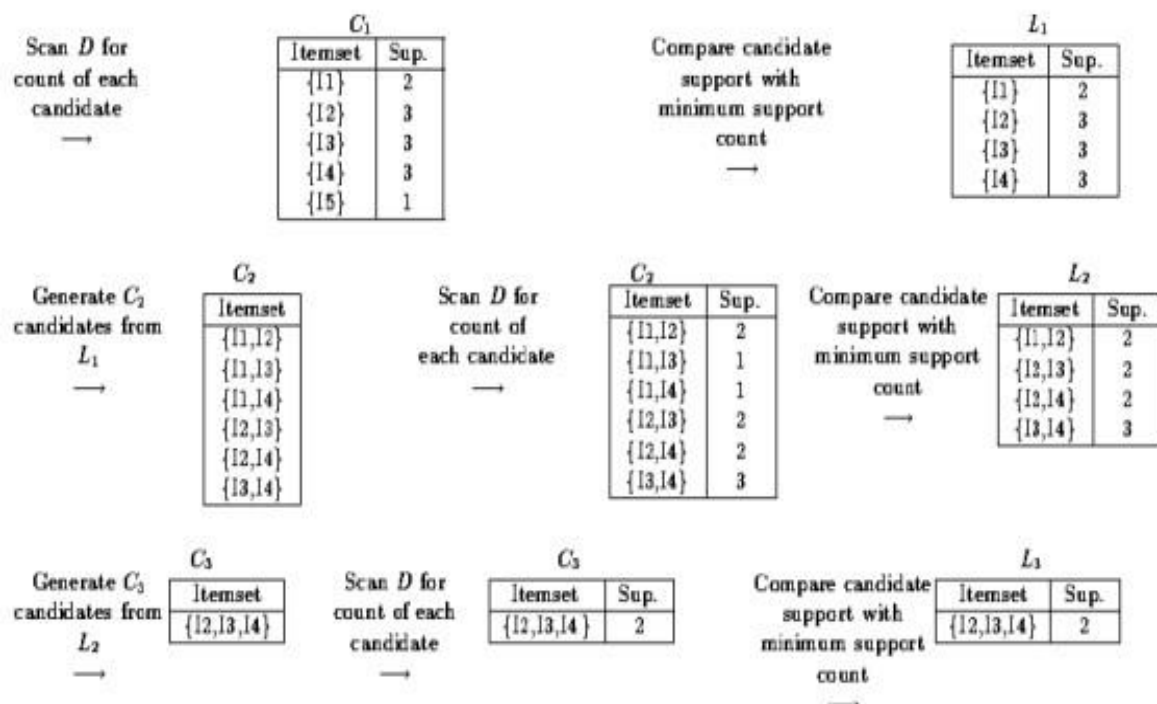 Scan D for
count of each
candidate
→
C₁
Itemset Sup.
{I1} 2
{I2} 3
{I3} 3
{I4} 3
{I5} 1
Compare candidate
support with
minimum support
count
→
L₁
Itemset Sup.
{I1} 2
{I2} 3
{I3} 3
{I4} 3
Generate C₂
candidates from
L₁
→
C₂
Itemset
{I1,I2}
{I1,I3}
{I1,I4}
{I2,I3}
{I2,I4}
{I3,I4}
Scan D for
count of
each candidate
→
C₂
Itemset Sup.
{I1,I2} 2
{I1,I3} 1
{I1,I4} 1
{I2,I3} 2
{I2,I4} 2
{I3,I4} 3
Compare candidate
support with
minimum support
count
→
L₂
Itemset Sup.
{I1,I2} 2
{I2,I3} 2
{I2,I4} 2
{I3,I4} 3
Generate C₃
candidates from
L₂
→
C₃
Itemset
{I2,I3,I4}
Scan D for
count of each
candidate
→
C₃
Itemset Sup.
{I2,I3,I4} 2
Compare candidate
support with
minimum support
count
→
L₃
Itemset Sup.
{I2,I3,I4} 2